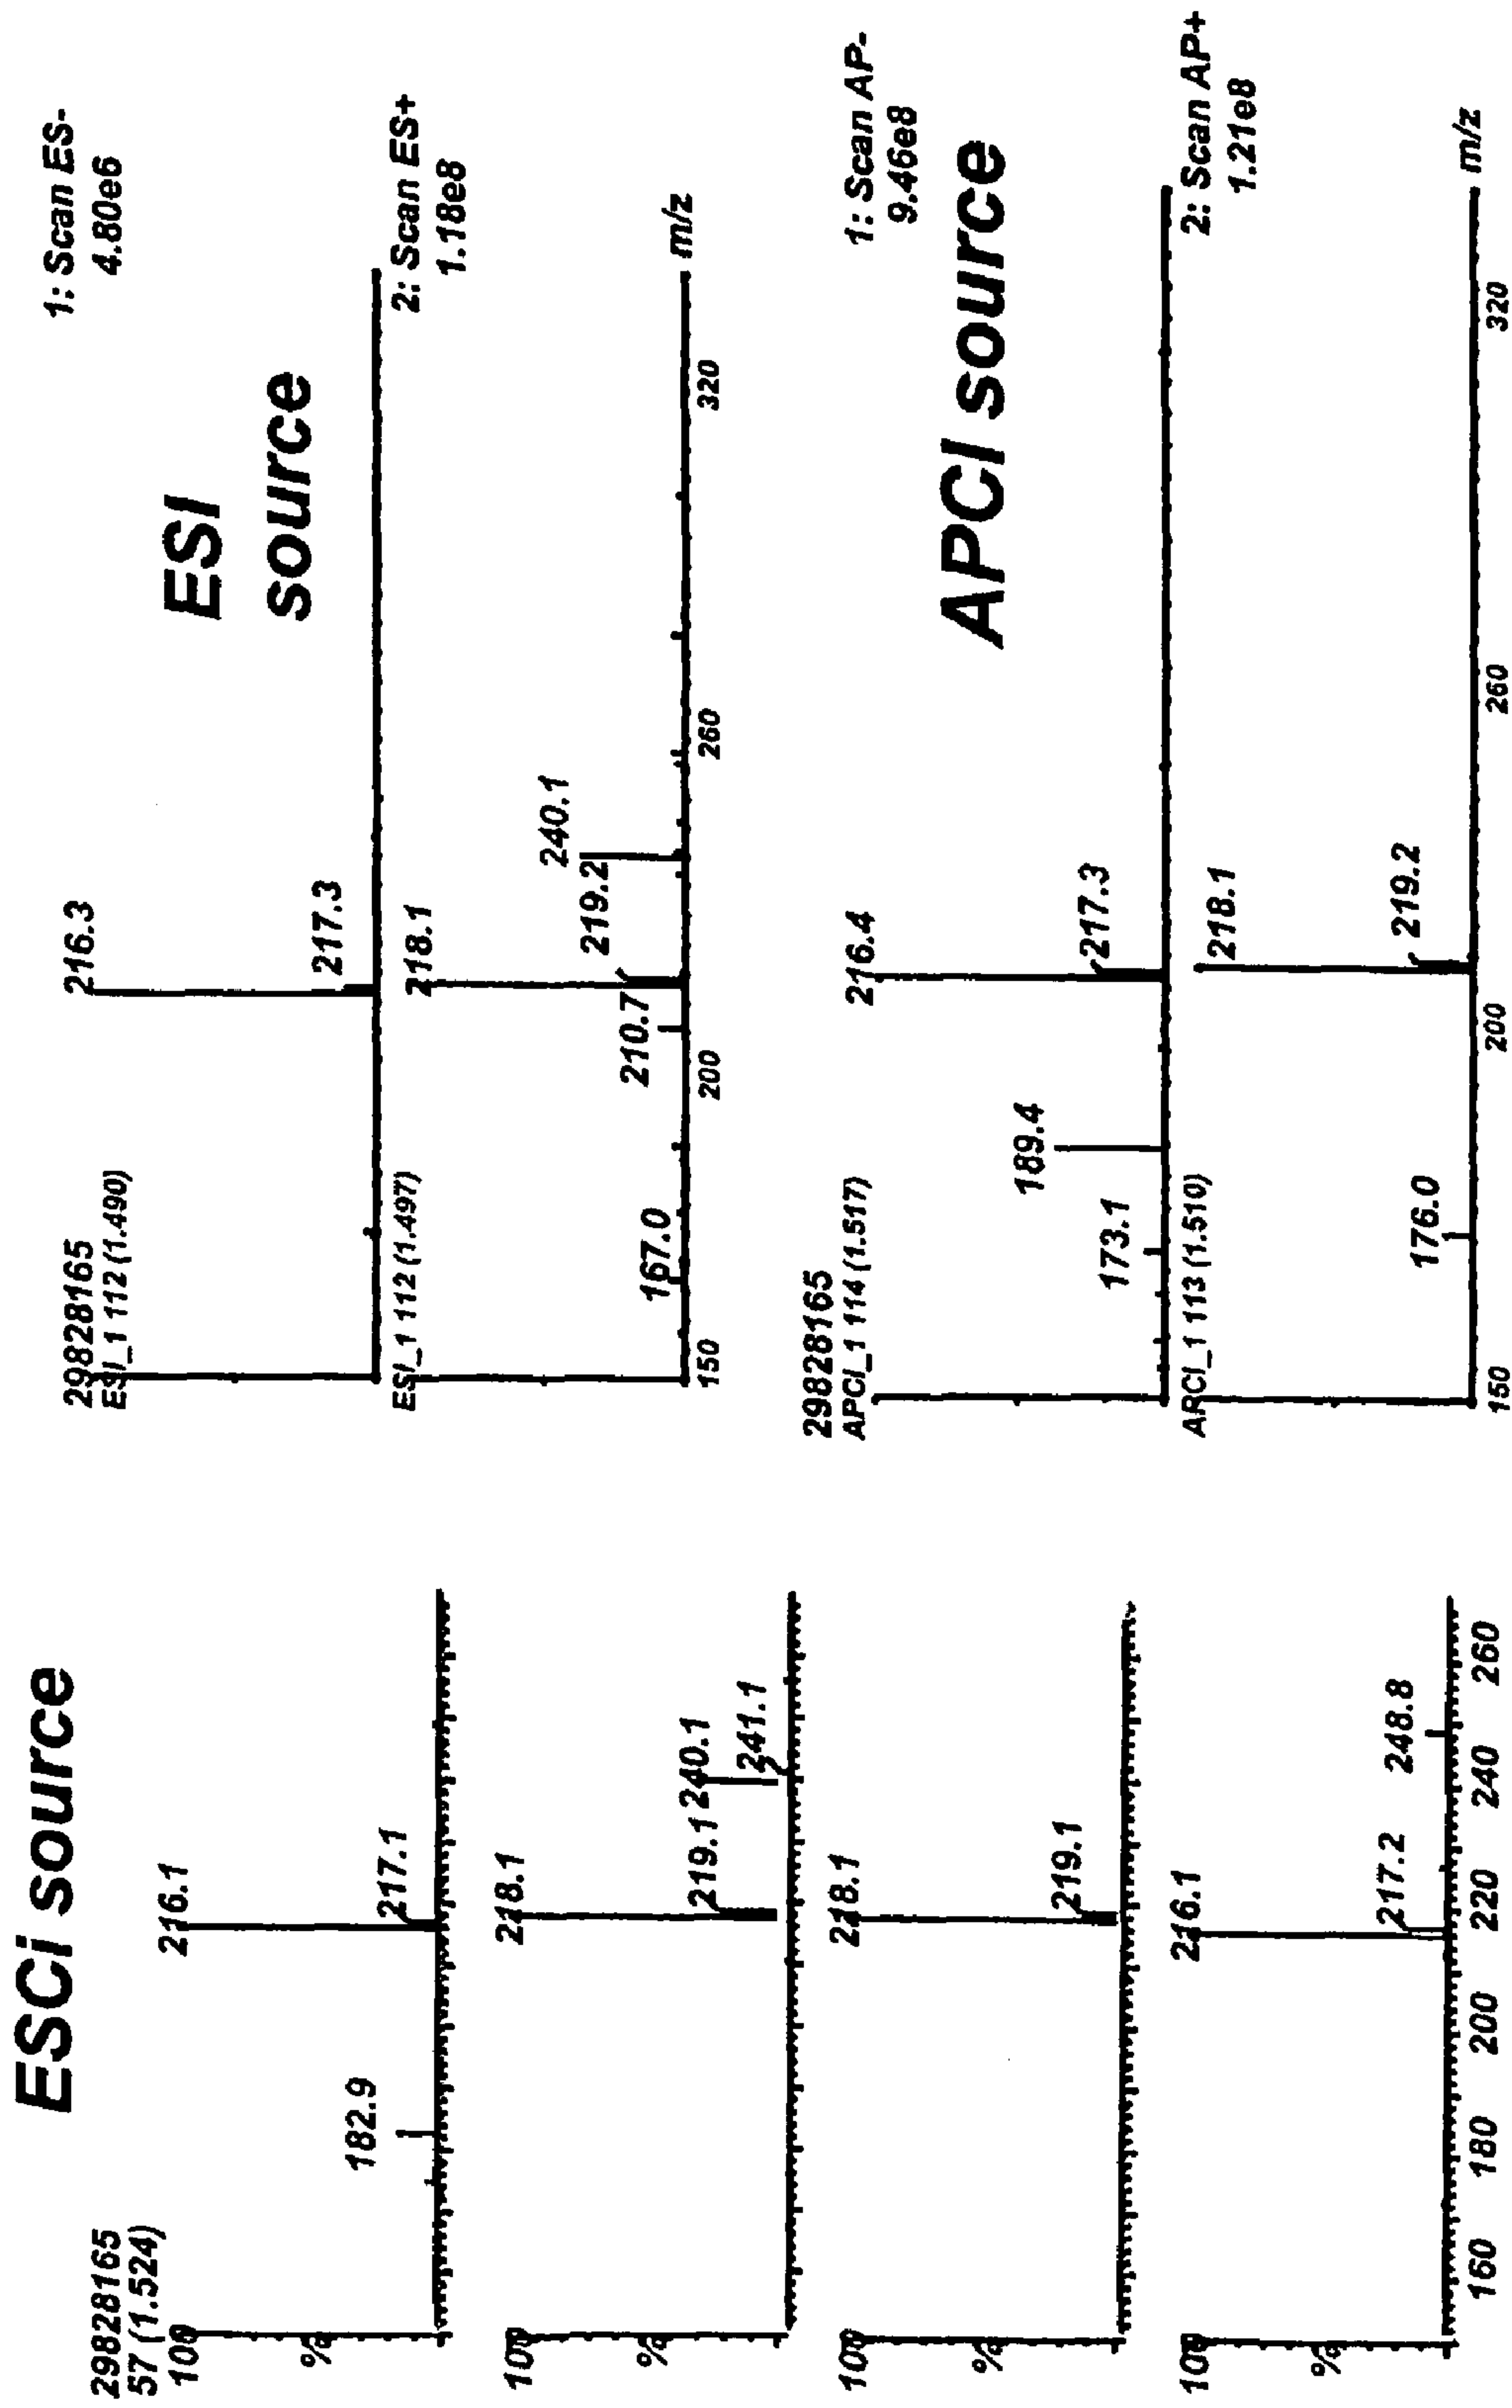 ESCi source
29828165
57 (1.524)
100
%
182.9
216.1
217.1
100
%
218.1
219.1
240.1
241.1
100
%
218.1
219.1
100
%
216.1
217.2
248.8
160 180 200 220 240 260
29828165
ESI_1 112 (1.490)
1: Scan ES-
4.80e6
ESI
source
216.3
217.3
ESI_1 112 (1.497)
2: Scan ES+
1.18e8
167.0
210.7
218.1
219.2
240.1
150 200 260 320 m/z
29828165
APCI_1 114 (1.517)
1: Scan AP-
9.46e8
APCI source
173.1
189.4
216.4
217.3
ARCI_1 113 (1.510)
2: Scan AP+
1.21e8
176.0
218.1
219.2
150 200 260 320 m/z